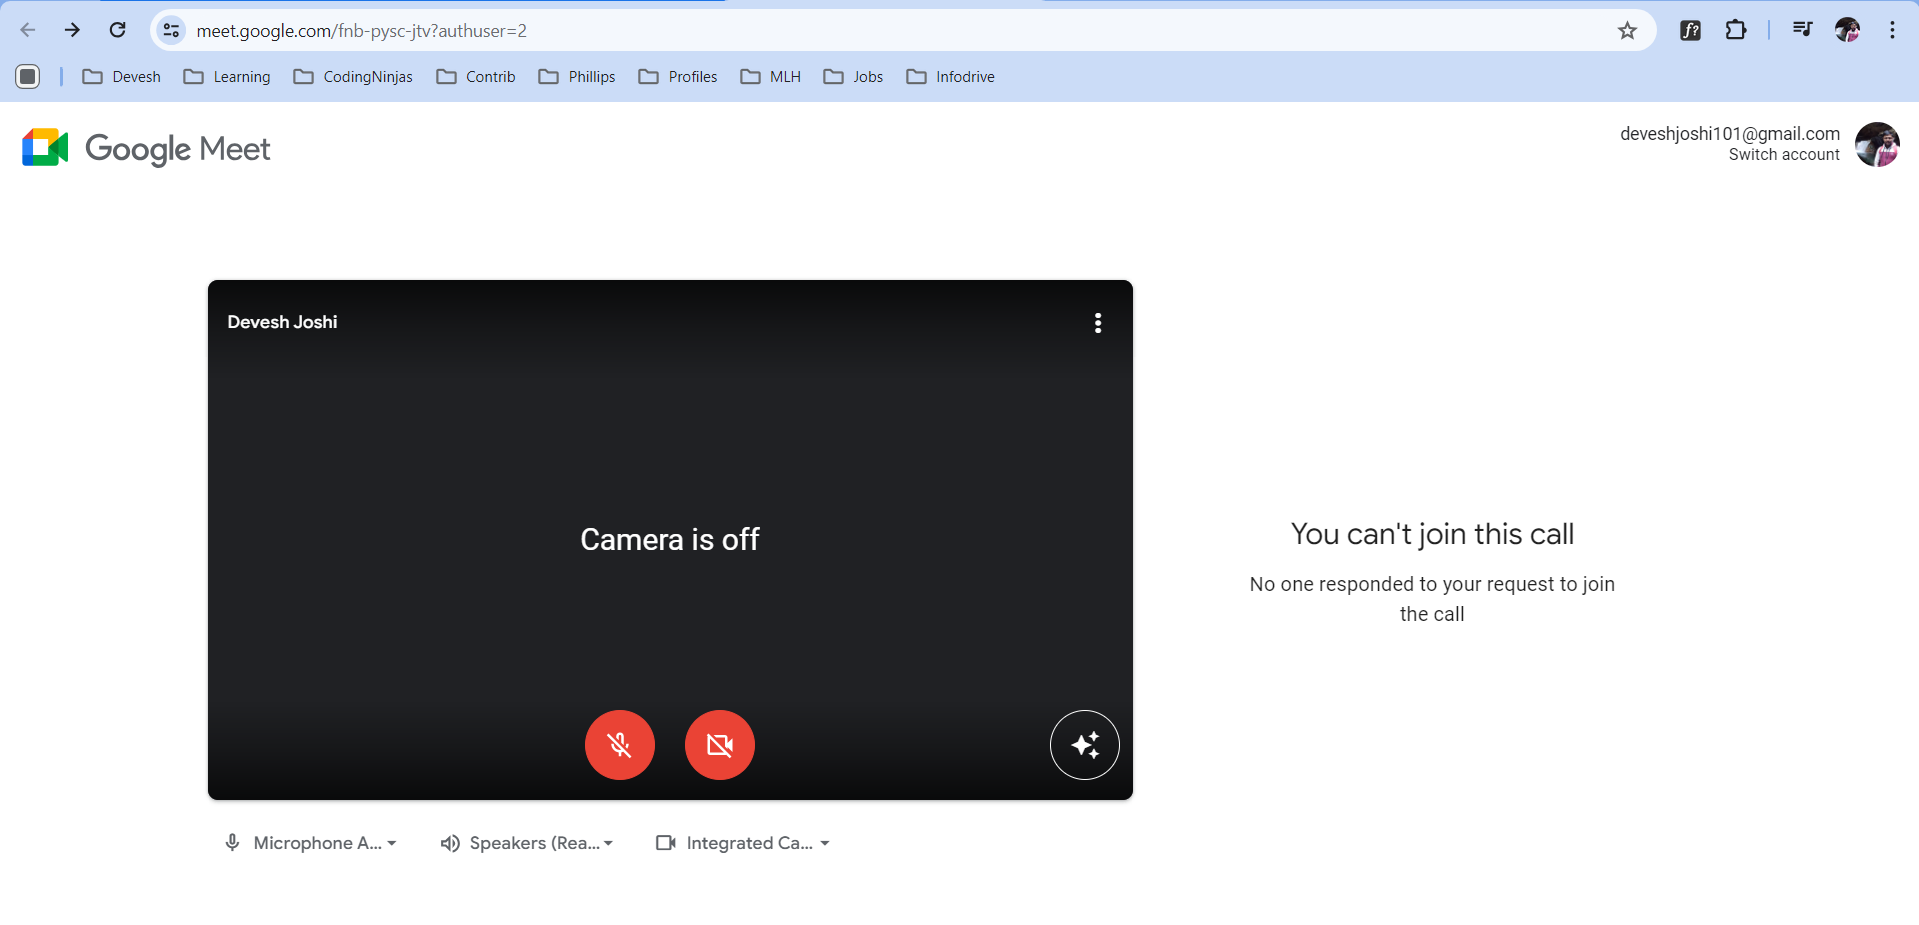 meet.google.com/fnb-pysc-jtv?authuser=2
f?
Devesh Learning CodingNinjas Contrib Phillips Profiles MLH Jobs Infodrive
Google Meet
deveshjoshi101@gmail.com
Switch account
Devesh Joshi
Camera is off
You can't join this call
No one responded to your request to join
the call
Microphone A... Speakers (Rea... Integrated Ca...